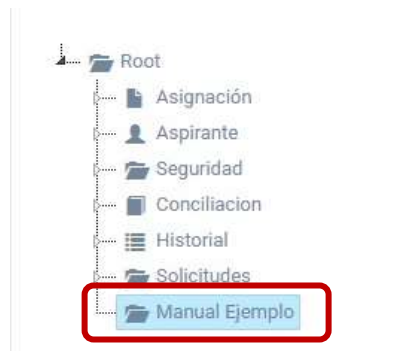 Root
Asignación
Aspirante
Seguridad
Conciliacion
Historial
Solicitudes
Manual Ejemplo